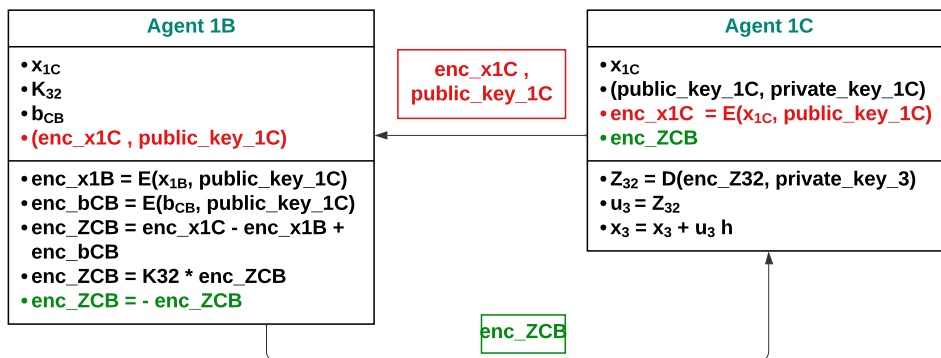 Agent 1B
• x1C
• K32
• bCB
• (enc_x1C , public_key_1C)
• enc_x1B = E(x1B, public_key_1C)
• enc_bCB = E(bCB, public_key_1C)
• enc_ZCB = enc_x1C - enc_x1B +
enc_bCB
• enc_ZCB = K32 * enc_ZCB
• enc_ZCB = - enc_ZCB
enc_x1C ,
public_key_1C
Agent 1C
• x1C
• (public_key_1C, private_key_1C)
• enc_x1C = E(x1C, public_key_1C)
• enc_ZCB
• Z32 = D(enc_Z32, private_key_3)
• u3 = Z32
• x3 = x3 + u3 h
enc_ZCB